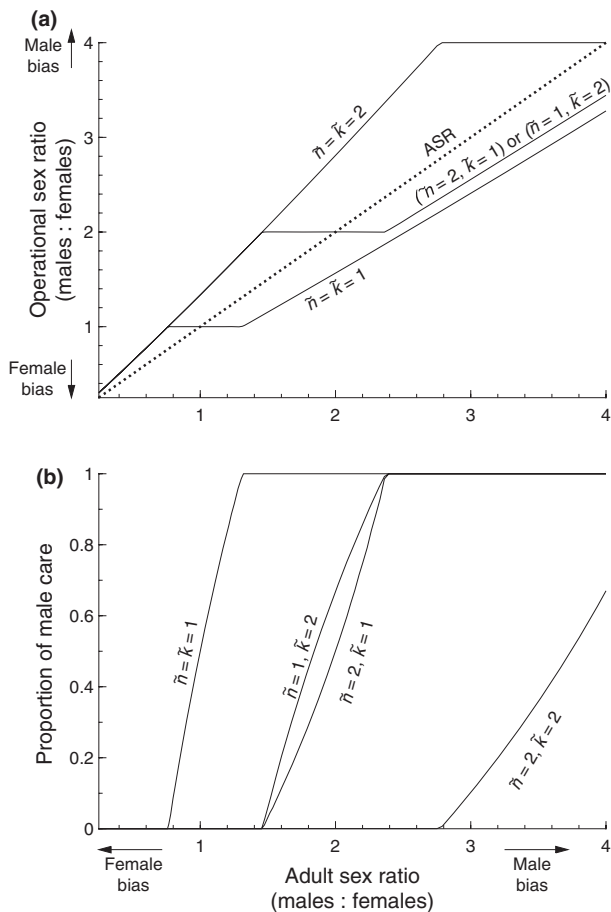 (a)
Male
bias
4
3
2
1
Female
bias
Operational sex ratio
(males : females)
ñ = k̃ = 2
ASR
(ñ = 2, k̃ = 1) or (ñ = 1, k̃ = 2)
ñ = k̃ = 1
1 2 3 4
(b)
1
0.8
0.6
0.4
0.2
0
Proportion of male care
ñ = k̃ = 1
ñ = 1, k̃ = 2
ñ = 2, k̃ = 1
ñ = 2, k̃ = 2
1 2 3 4
Female
bias
Adult sex ratio
(males : females)
Male
bias